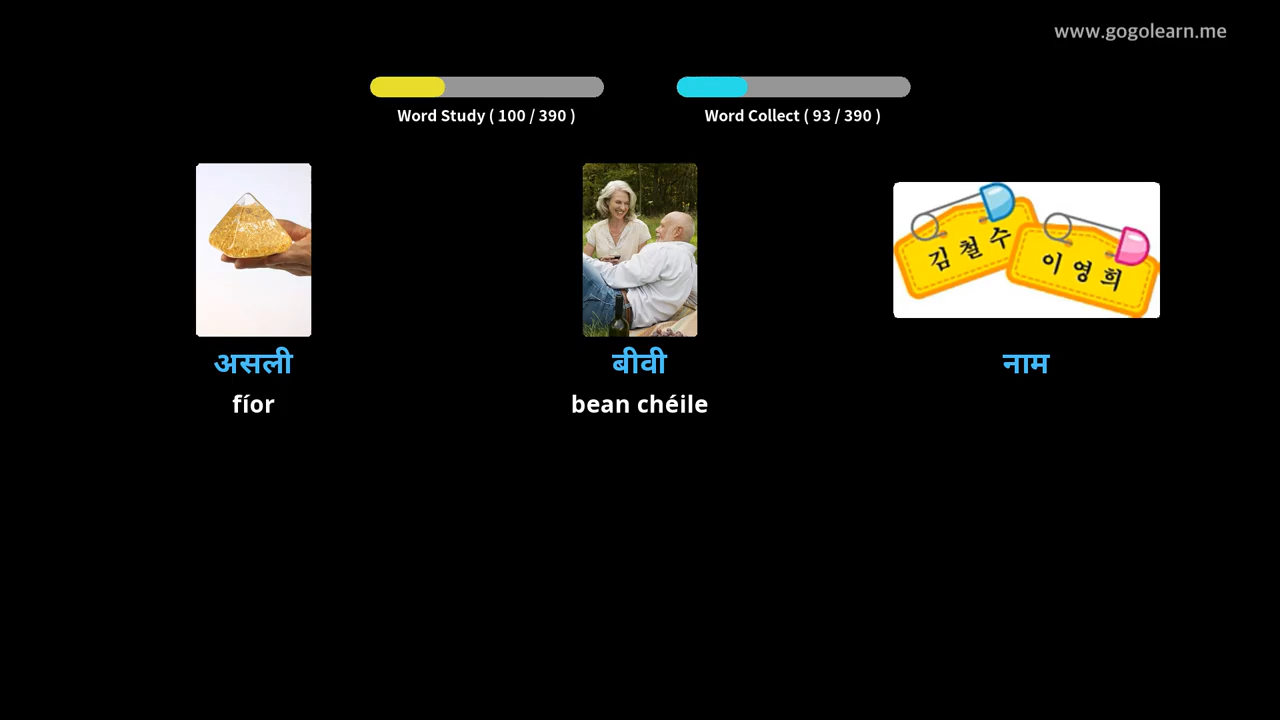 www.gogolearn.me
Word Study ( 100 / 390 )
Word Collect ( 93 / 390 )
김철수
이영희
असली
बीवी
नाम
fíor
bean chéile